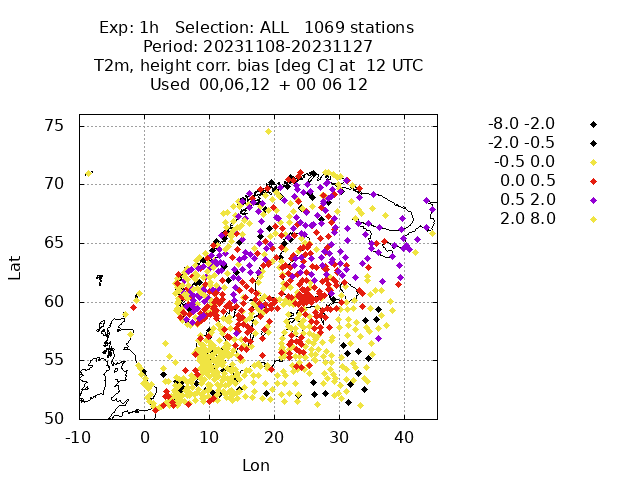 Exp: 1h   Selection: ALL   1069 stations
Period: 20231108-20231127
T2m, height corr. bias [deg C] at  12 UTC
Used  00,06,12  + 00 06 12
-8.0 -2.0
-2.0 -0.5
-0.5 0.0
0.0 0.5
0.5 2.0
2.0 8.0
75
70
65
60
55
50
Lat
-10 0 10 20 30 40
Lon